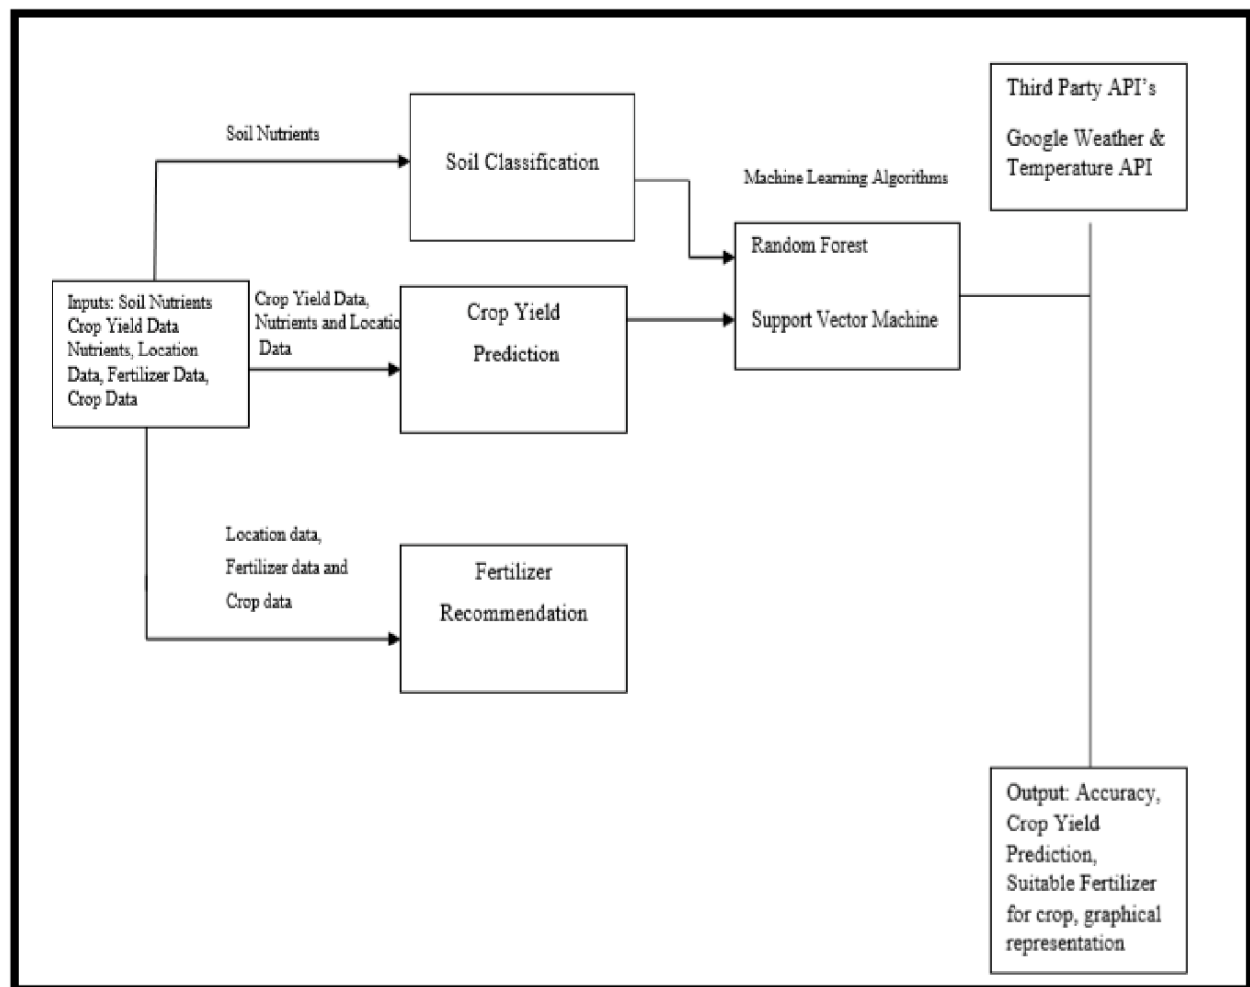 Soil Nutrients
Soil Classification
Machine Learning Algorithms
Third Party API's
Google Weather &
Temperature API
Random Forest
Support Vector Machine
Inputs: Soil Nutrients
Crop Yield Data
Nutrients, Location
Data, Fertilizer Data,
Crop Data
Crop Yield Data,
Nutrients and Locatio
Data
Crop Yield
Prediction
Location data,
Fertilizer data and
Crop data
Fertilizer
Recommendation
Output: Accuracy,
Crop Yield
Prediction,
Suitable Fertilizer
for crop, graphical
representation